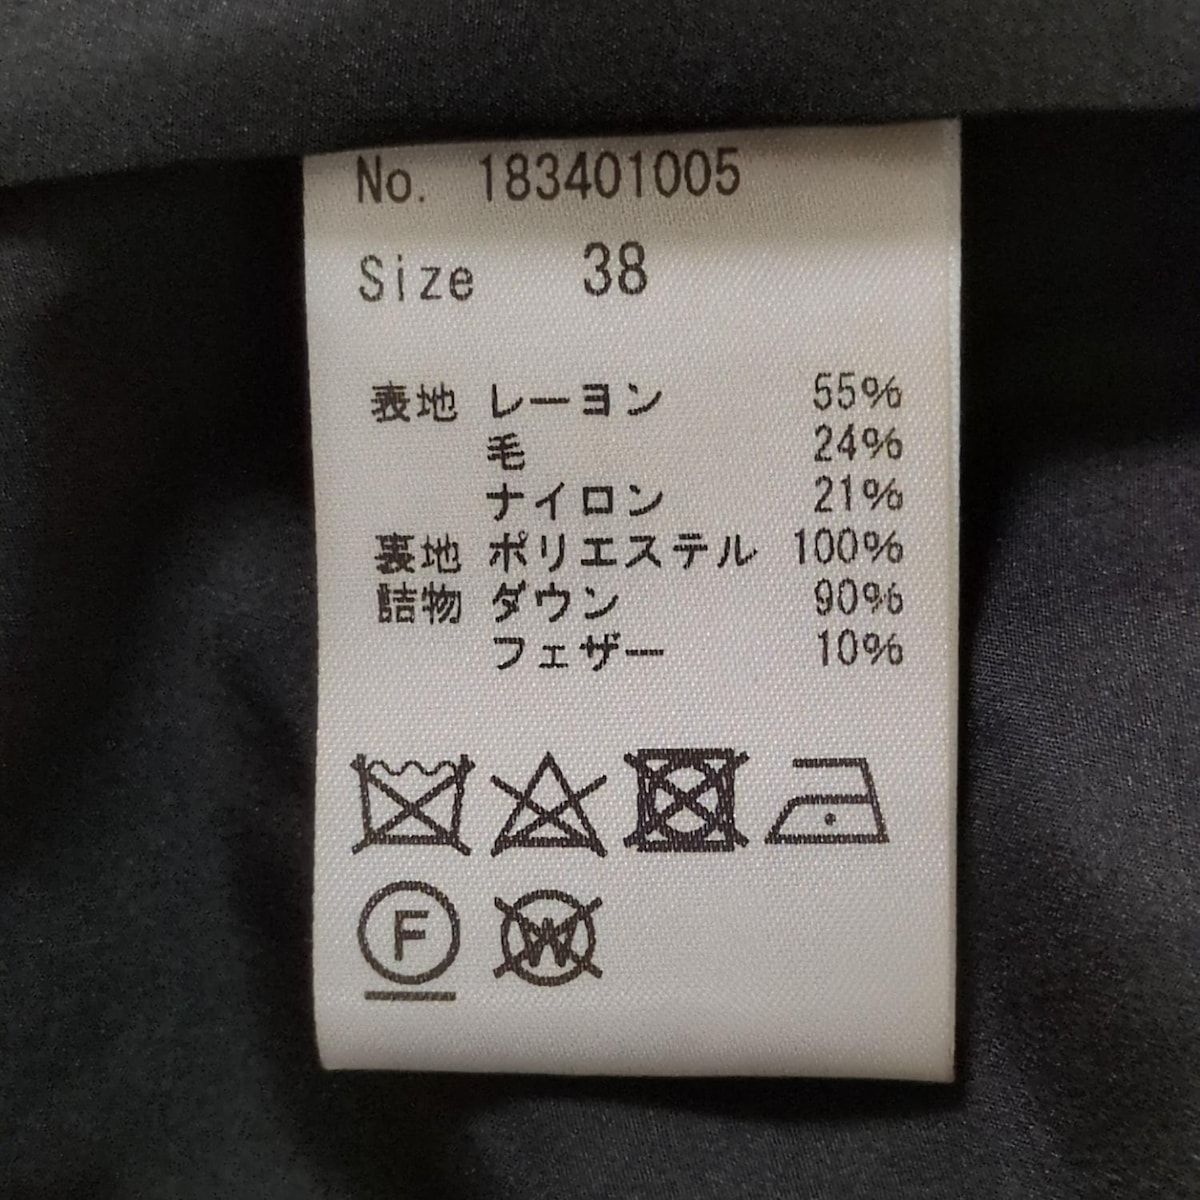 No. 183401005
Size 38
表地 レーヨン 55%
毛 24%
ナイロン 21%
裏地 ポリエステル 100%
詰物 ダウン 90%
フェザー 10%
F W